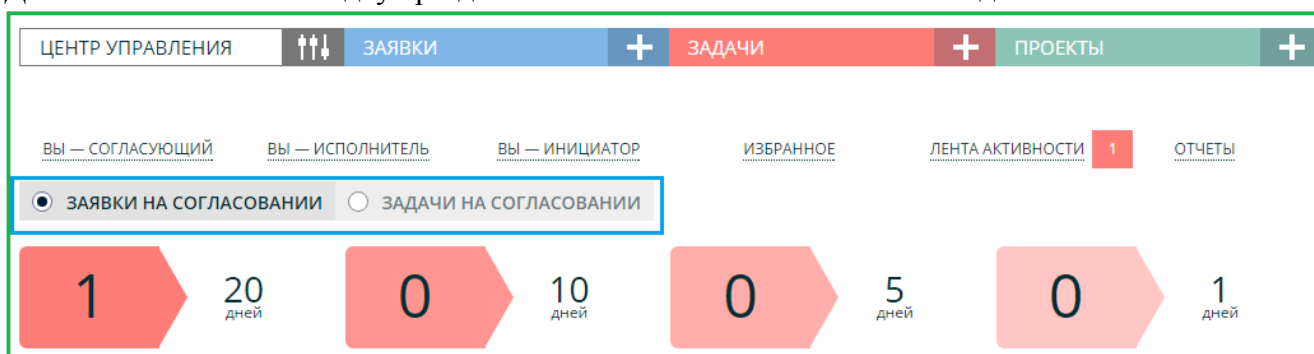 ЦЕНТР УПРАВЛЕНИЯ ЗАЯВКИ + ЗАДАЧИ + ПРОЕКТЫ +
ВЫ — СОГЛАСУЮЩИЙ ВЫ — ИСПОЛНИТЕЛЬ ВЫ — ИНИЦИАТОР ИЗБРАННОЕ ЛЕНТА АКТИВНОСТИ 1 ОТЧЕТЫ
ЗАЯВКИ НА СОГЛАСОВАНИИ ЗАДАЧИ НА СОГЛАСОВАНИИ
1 20 0 10 0 5 0 1
дней дней дней дней